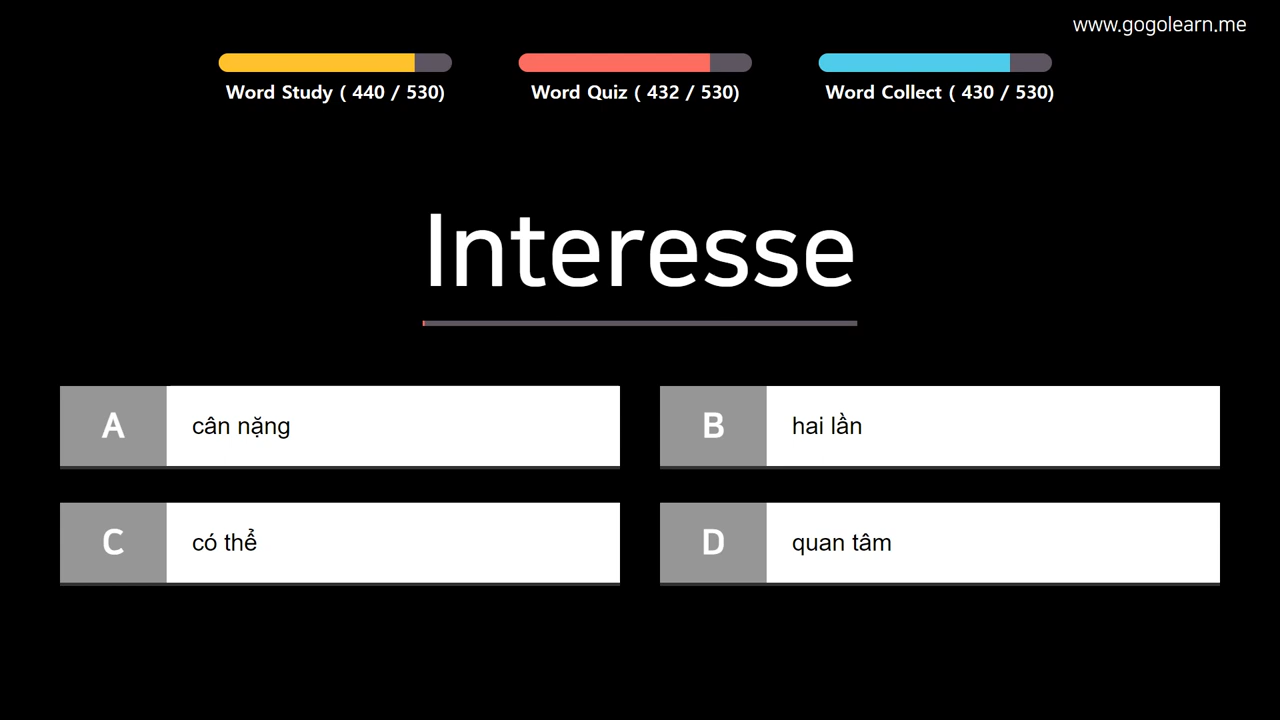 www.gogolearn.me
Word Study ( 440 / 530)
Word Quiz ( 432 / 530)
Word Collect ( 430 / 530)
Interesse
A cân nặng
B hai lần
C có thể
D quan tâm